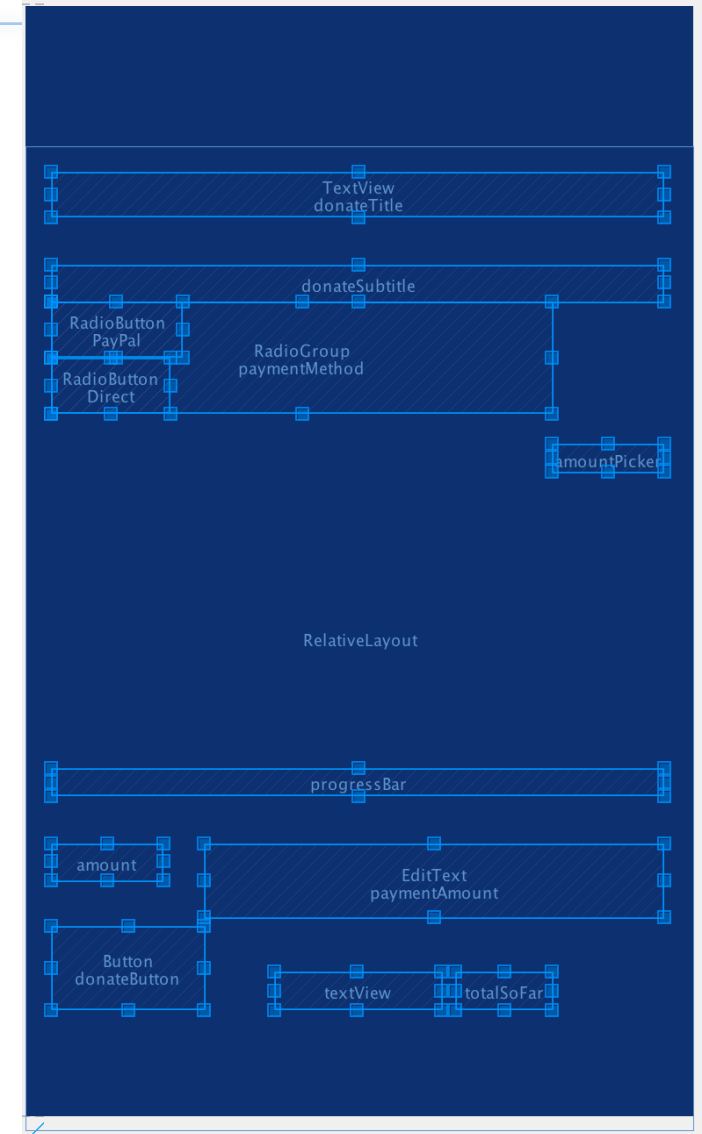 TextView
donateTitle
donateSubtitle
RadioButton
PayPal
RadioGroup
paymentMethod
RadioButton
Direct
amountPicker
RelativeLayout
progressBar
amount
EditText
paymentAmount
Button
donateButton
textView
totalSoFar